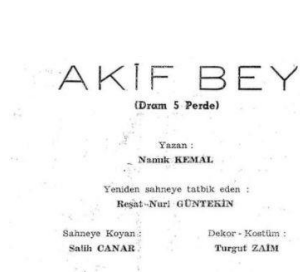 AKİF BEY
(Dram 5 Perde)
Yazan :
Namık KEMAL
Yeniden sahneye tatbik eden :
Reşat-Nuri GÜNTEKİN
Sahneye Koyan :
Salih CANAR
Dekor - Kostüm :
Turgut ZAİM